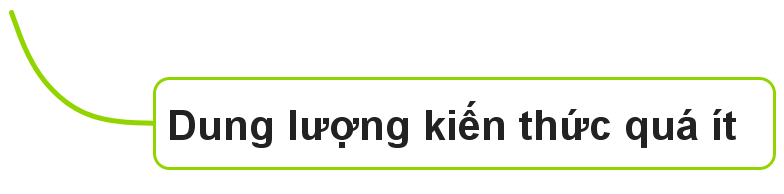 Dung lượng kiến thức quá ít